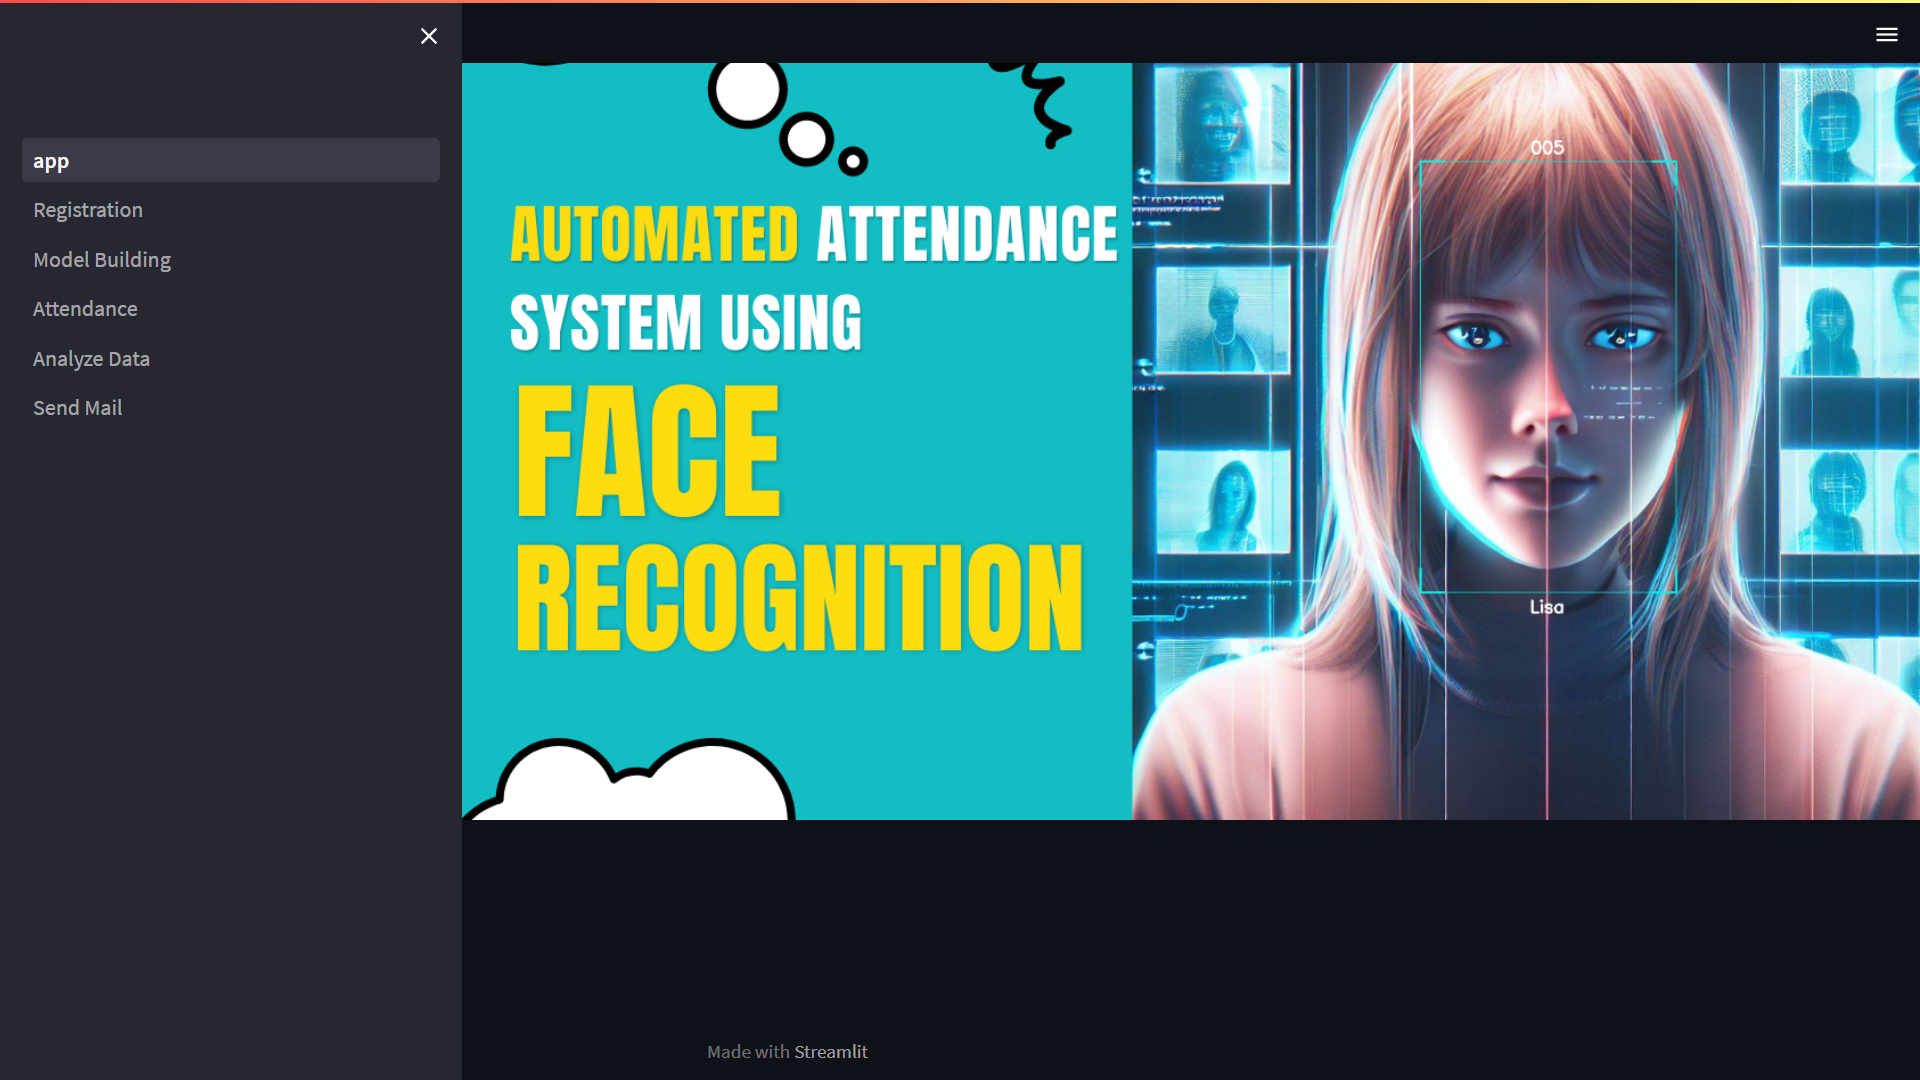 app
Registration
Model Building
Attendance
Analyze Data
Send Mail
AUTOMATED ATTENDANCE
SYSTEM USING
FACE
RECOGNITION
005
Lisa
Made with Streamlit